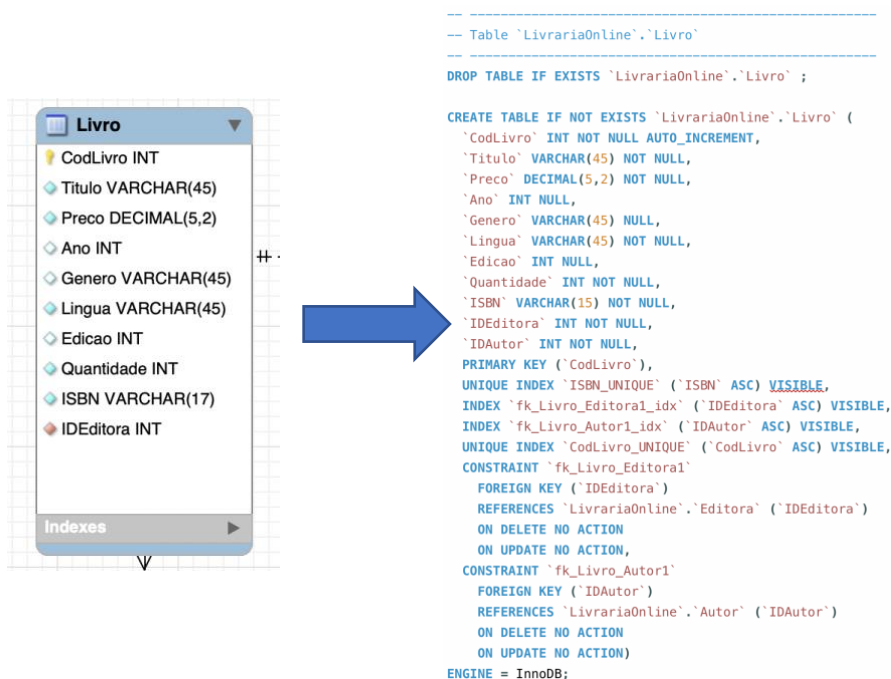 Livro
CodLivro INT
Titulo VARCHAR(45)
Preco DECIMAL(5,2)
Ano INT
Genero VARCHAR(45)
Lingua VARCHAR(45)
Edicao INT
Quantidade INT
ISBN VARCHAR(17)
IDEditora INT
Indexes
-- -----------------------------------------------------
-- Table `LivrariaOnline`.`Livro`
-- -----------------------------------------------------
DROP TABLE IF EXISTS `LivrariaOnline`.`Livro` ;
CREATE TABLE IF NOT EXISTS `LivrariaOnline`.`Livro` (
`CodLivro` INT NOT NULL AUTO_INCREMENT,
`Titulo` VARCHAR(45) NOT NULL,
`Preco` DECIMAL(5,2) NOT NULL,
`Ano` INT NULL,
`Genero` VARCHAR(45) NULL,
`Lingua` VARCHAR(45) NOT NULL,
`Edicao` INT NULL,
`Quantidade` INT NOT NULL,
`ISBN` VARCHAR(15) NOT NULL,
`IDEditora` INT NOT NULL,
`IDAutor` INT NOT NULL,
PRIMARY KEY (`CodLivro`),
UNIQUE INDEX `ISBN_UNIQUE` (`ISBN` ASC) VISIBLE,
INDEX `fk_Livro_Editora1_idx` (`IDEditora` ASC) VISIBLE,
INDEX `fk_Livro_Autor1_idx` (`IDAutor` ASC) VISIBLE,
UNIQUE INDEX `CodLivro_UNIQUE` (`CodLivro` ASC) VISIBLE,
CONSTRAINT `fk_Livro_Editora1`
FOREIGN KEY (`IDEditora`)
REFERENCES `LivrariaOnline`.`Editora` (`IDEditora`)
ON DELETE NO ACTION
ON UPDATE NO ACTION,
CONSTRAINT `fk_Livro_Autor1`
FOREIGN KEY (`IDAutor`)
REFERENCES `LivrariaOnline`.`Autor` (`IDAutor`)
ON DELETE NO ACTION
ON UPDATE NO ACTION)
ENGINE = InnoDB;